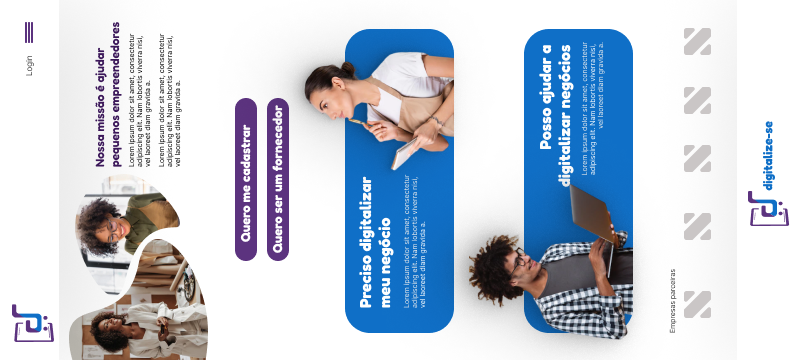 Login
Nossa missão é ajudar
pequenos empreendedores
Lorem ipsum dolor sit amet, consectetur
adipiscing elit. Nam lobortis viverra nisi,
vel laoreet diam gravida a.
Lorem ipsum dolor sit amet, consectetur
adipiscing elit. Nam lobortis viverra nisi,
vel laoreet diam gravida a.
Quero me cadastrar
Quero ser um fornecedor
Preciso digitalizar
meu negócio
Lorem ipsum dolor sit amet, consectetur
adipiscing elit. Nam lobortis viverra nisi,
vel laoreet diam gravida a.
Posso ajudar a
digitalizar negócios
Lorem ipsum dolor sit amet, consectetur
adipiscing elit. Nam lobortis viverra nisi,
vel laoreet diam gravida a.
Empresas parceiras
digitalize-se